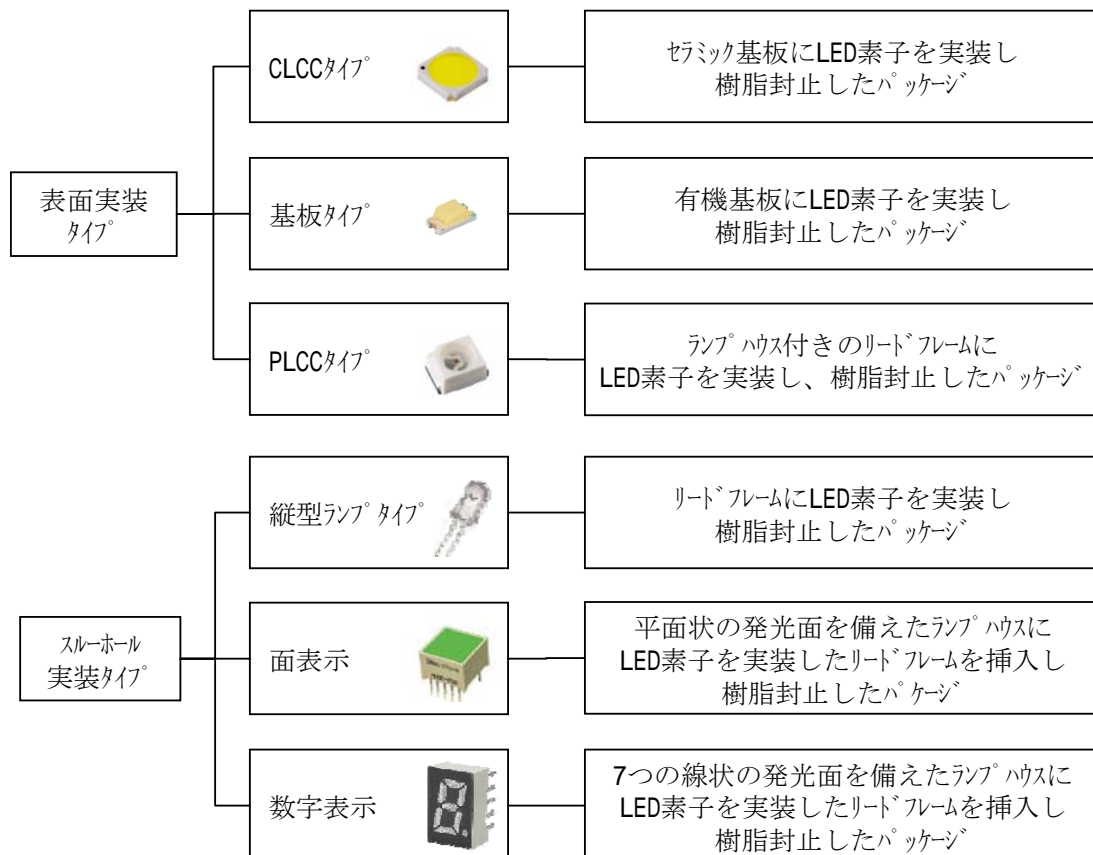 CLCCﾀｲﾌﾟ
ｾﾗﾐｯｸ基板にLED素子を実装し
樹脂封止したﾊﾟｯｹｰｼﾞ
表面実装
ﾀｲﾌﾟ
基板ﾀｲﾌﾟ
有機基板にLED素子を実装し
樹脂封止したﾊﾟｯｹｰｼﾞ
PLCCﾀｲﾌﾟ
ﾗﾝﾌﾟﾊｳｽ付きのﾘｰﾄﾞﾌﾚｰﾑに
LED素子を実装し、樹脂封止したﾊﾟｯｹｰｼﾞ
縦型ﾗﾝﾌﾟﾀｲﾌﾟ
ﾘｰﾄﾞﾌﾚｰﾑにLED素子を実装し
樹脂封止したﾊﾟｯｹｰｼﾞ
ｽﾙｰﾎｰﾙ
実装ﾀｲﾌﾟ
面表示
平面状の発光面を備えたﾗﾝﾌﾟﾊｳｽに
LED素子を実装したﾘｰﾄﾞﾌﾚｰﾑを挿入し
樹脂封止したﾊﾟｹｰｼﾞ
数字表示
7つの線状の発光面を備えたﾗﾝﾌﾟﾊｳｽに
LED素子を実装したﾘｰﾄﾞﾌﾚｰﾑを挿入し
樹脂封止したﾊﾟｯｹｰｼﾞ